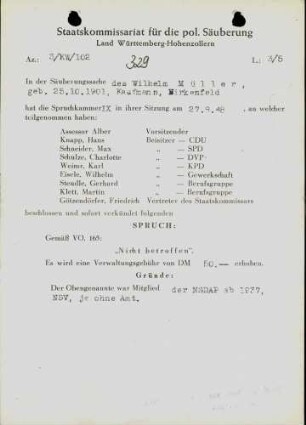 Staatskommissariat für die pol. Säuberung
Land Württemberg-Hohenzollern
Az.: 3/KW/102 329 L: 3/6
In der Säuberungssache des Wilhelm M ü l l e r ,
geb. 25.10.1901, Kaufmann, Birkenfeld
hat die Spruchkammer IX in ihrer Sitzung am 27.9.48, an welcher
teilgenommen haben:
Assessor Alber Vorsitzender
Knapp, Hans Beisitzer — CDU
Schneider, Max „ — SPD
Schulze, Charlotte „ — DVP
Weimer, Karl „ — KPD
Eisele, Wilhelm „ — Gewerkschaft
Steudle, Gerhard „ — Berufsgruppe
Klett, Martin „ — Berufsgruppe
Götzendörfer, Friedrich Vertreter des Staatskommissars
beschlossen und sofort verkündet folgenden
SPRUCH:
Gemäß VO. 165:
„Nicht betroffen".
Es wird eine Verwaltungsgebühr von DM 50.— erhoben.
Gründe:
Der Obengenannte war Mitglied der NSDAP ab 1937,
NSV, je ohne Amt.